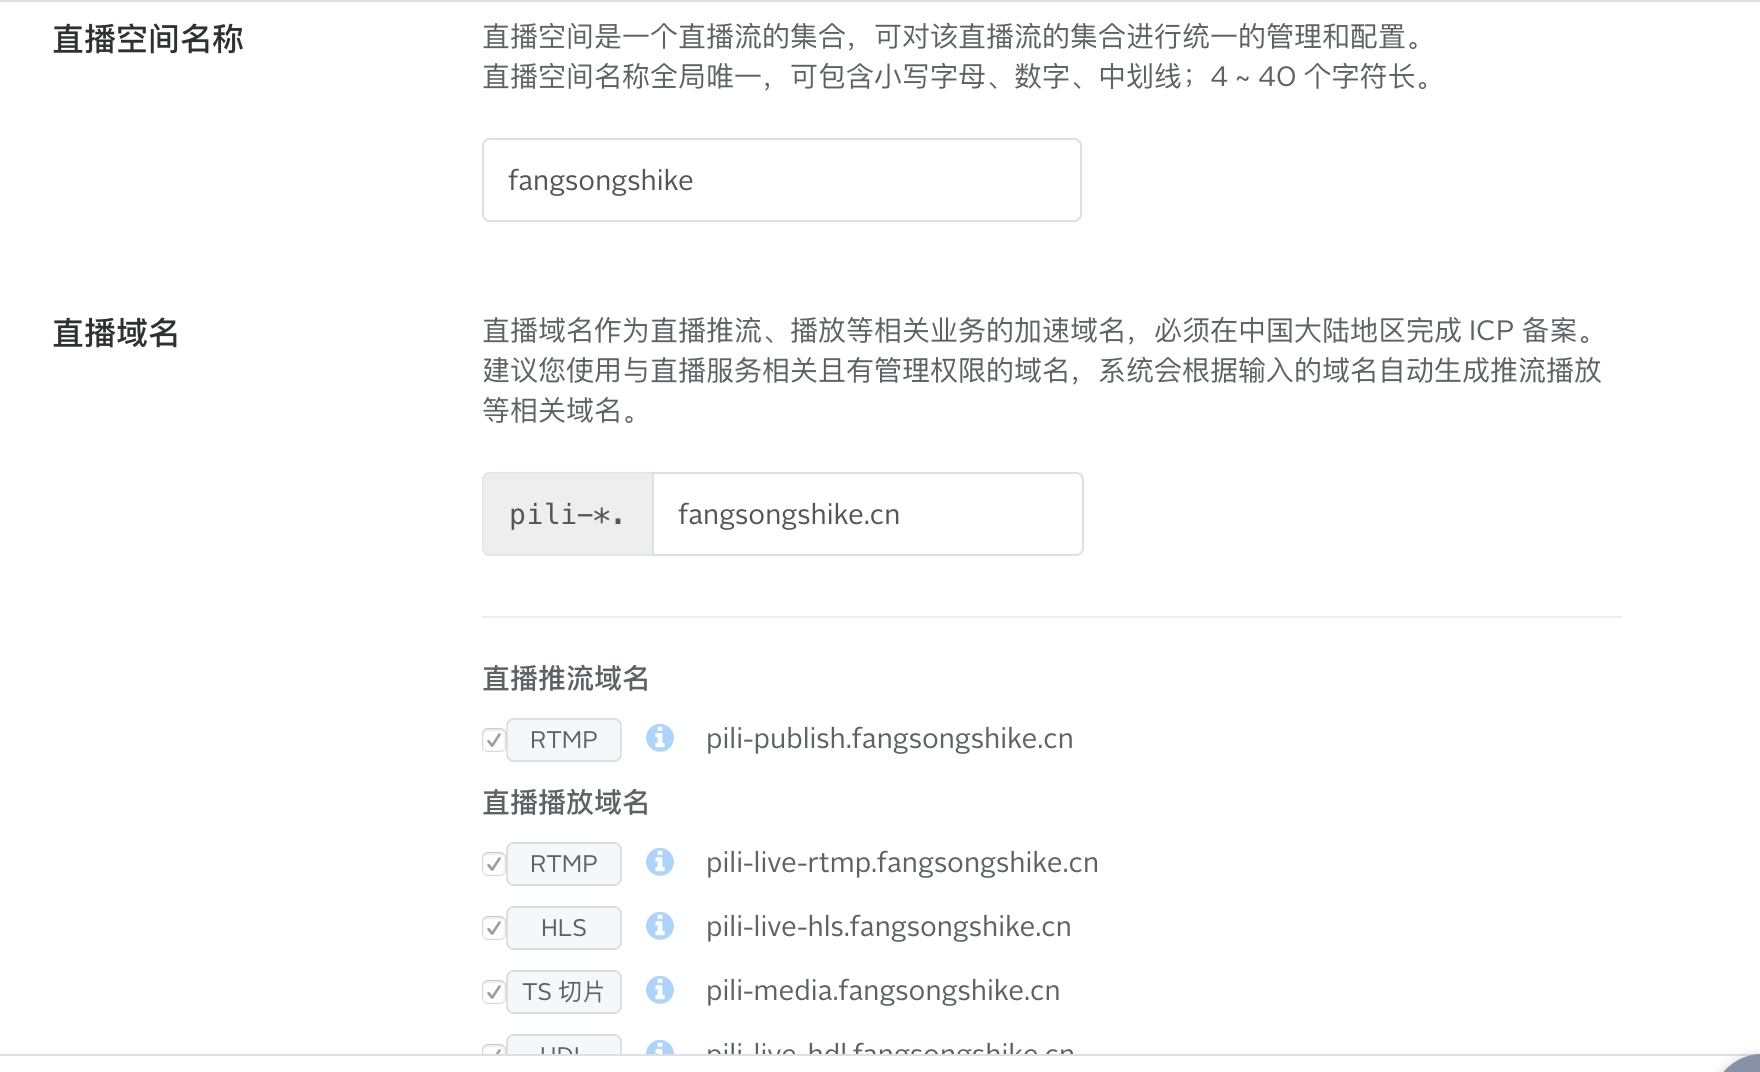 直播空间名称
直播空间是一个直播流的集合，可对该直播流的集合进行统一的管理和配置。
直播空间名称全局唯一，可包含小写字母、数字、中划线；4 ~ 40 个字符长。
fangsongshike
直播域名
直播域名作为直播推流、播放等相关业务的加速域名，必须在中国大陆地区完成 ICP 备案。
建议您使用与直播服务相关且有管理权限的域名，系统会根据输入的域名自动生成推流播放
等相关域名。
pili-*. fangsongshike.cn
直播推流域名
RTMP pili-publish.fangsongshike.cn
直播播放域名
RTMP pili-live-rtmp.fangsongshike.cn
HLS pili-live-hls.fangsongshike.cn
TS 切片 pili-media.fangsongshike.cn
HDL pili-live-hdl.fangsongshike.cn